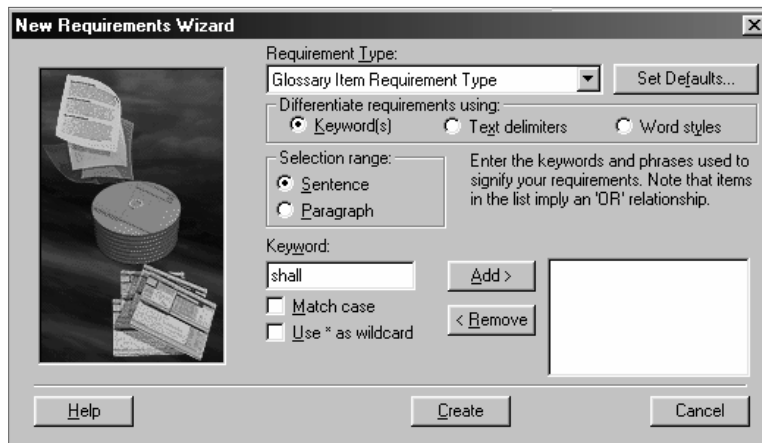 New Requirements Wizard
Requirement Type:
Glossary Item Requirement Type
Set Defaults...
Differentiate requirements using:
Keyword(s)
Text delimiters
Word styles
Selection range:
Sentence
Paragraph
Enter the keywords and phrases used to
signify your requirements. Note that items
in the list imply an 'OR' relationship.
Keyword:
shall
Add >
Match case
Use * as wildcard
< Remove
Help
Create
Cancel